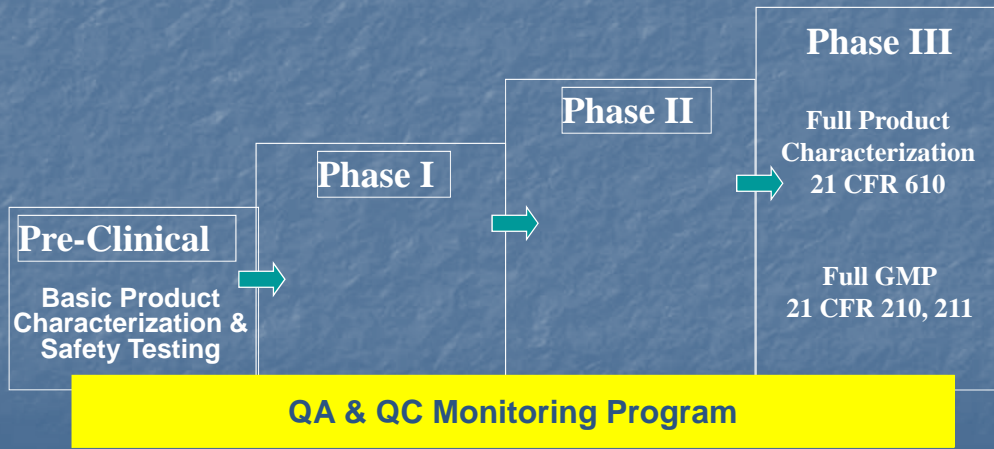 Pre-Clinical
Basic Product
Characterization &
Safety Testing
Phase I
Phase II
Phase III
Full Product
Characterization
21 CFR 610
Full GMP
21 CFR 210, 211
QA & QC Monitoring Program